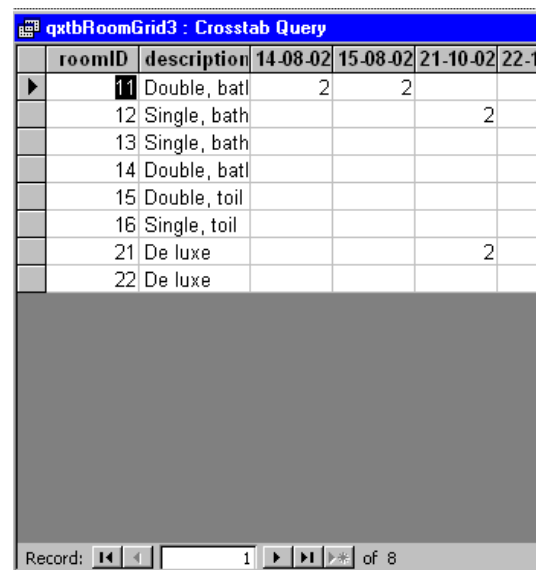 qxtbRoomGrid3 : Crosstab Query
roomID description 14-08-02 15-08-02 21-10-02 22-1
11 Double, batl 2 2
12 Single, bath 2
13 Single, bath
14 Double, batl
15 Double, toil
16 Single, toil
21 De luxe 2
22 De luxe
Record: 1 of 8